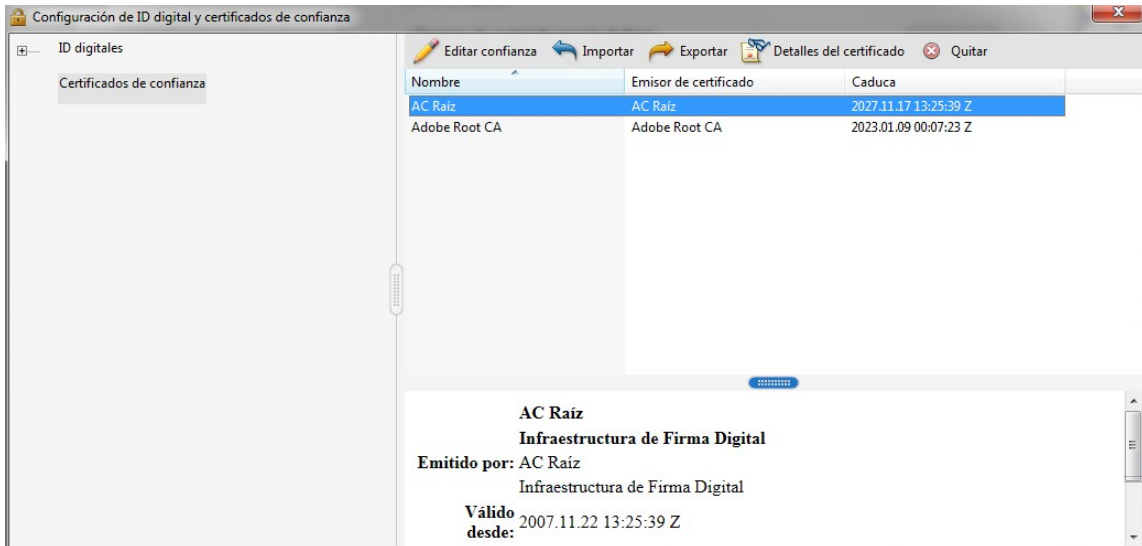 Configuración de ID digital y certificados de confianza
ID digitales
Certificados de confianza
Editar confianza Importar Exportar Detalles del certificado Quitar
Nombre Emisor de certificado Caduca
AC Raíz AC Raíz 2027.11.17 13:25:39 Z
Adobe Root CA Adobe Root CA 2023.01.09 00:07:23 Z
AC Raíz
Infraestructura de Firma Digital
Emitido por: AC Raíz
Infraestructura de Firma Digital
Válido
desde: 2007.11.22 13:25:39 Z